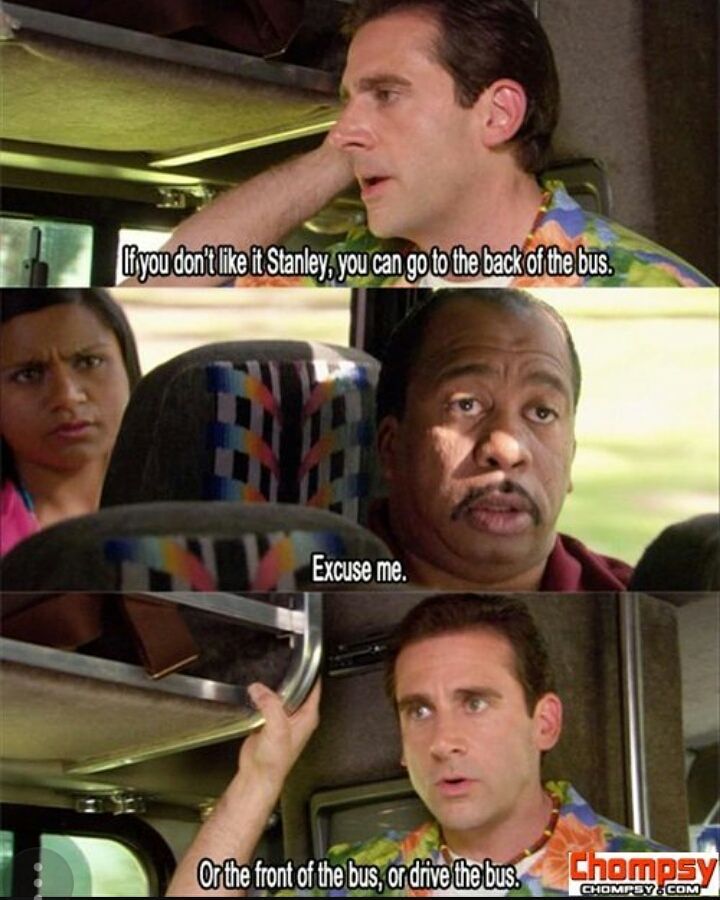 If you don't like it Stanley, you can go to the back of the bus.
Excuse me.
Or the front of the bus, or drive the bus.
Chompsy
CHOMPSY.COM